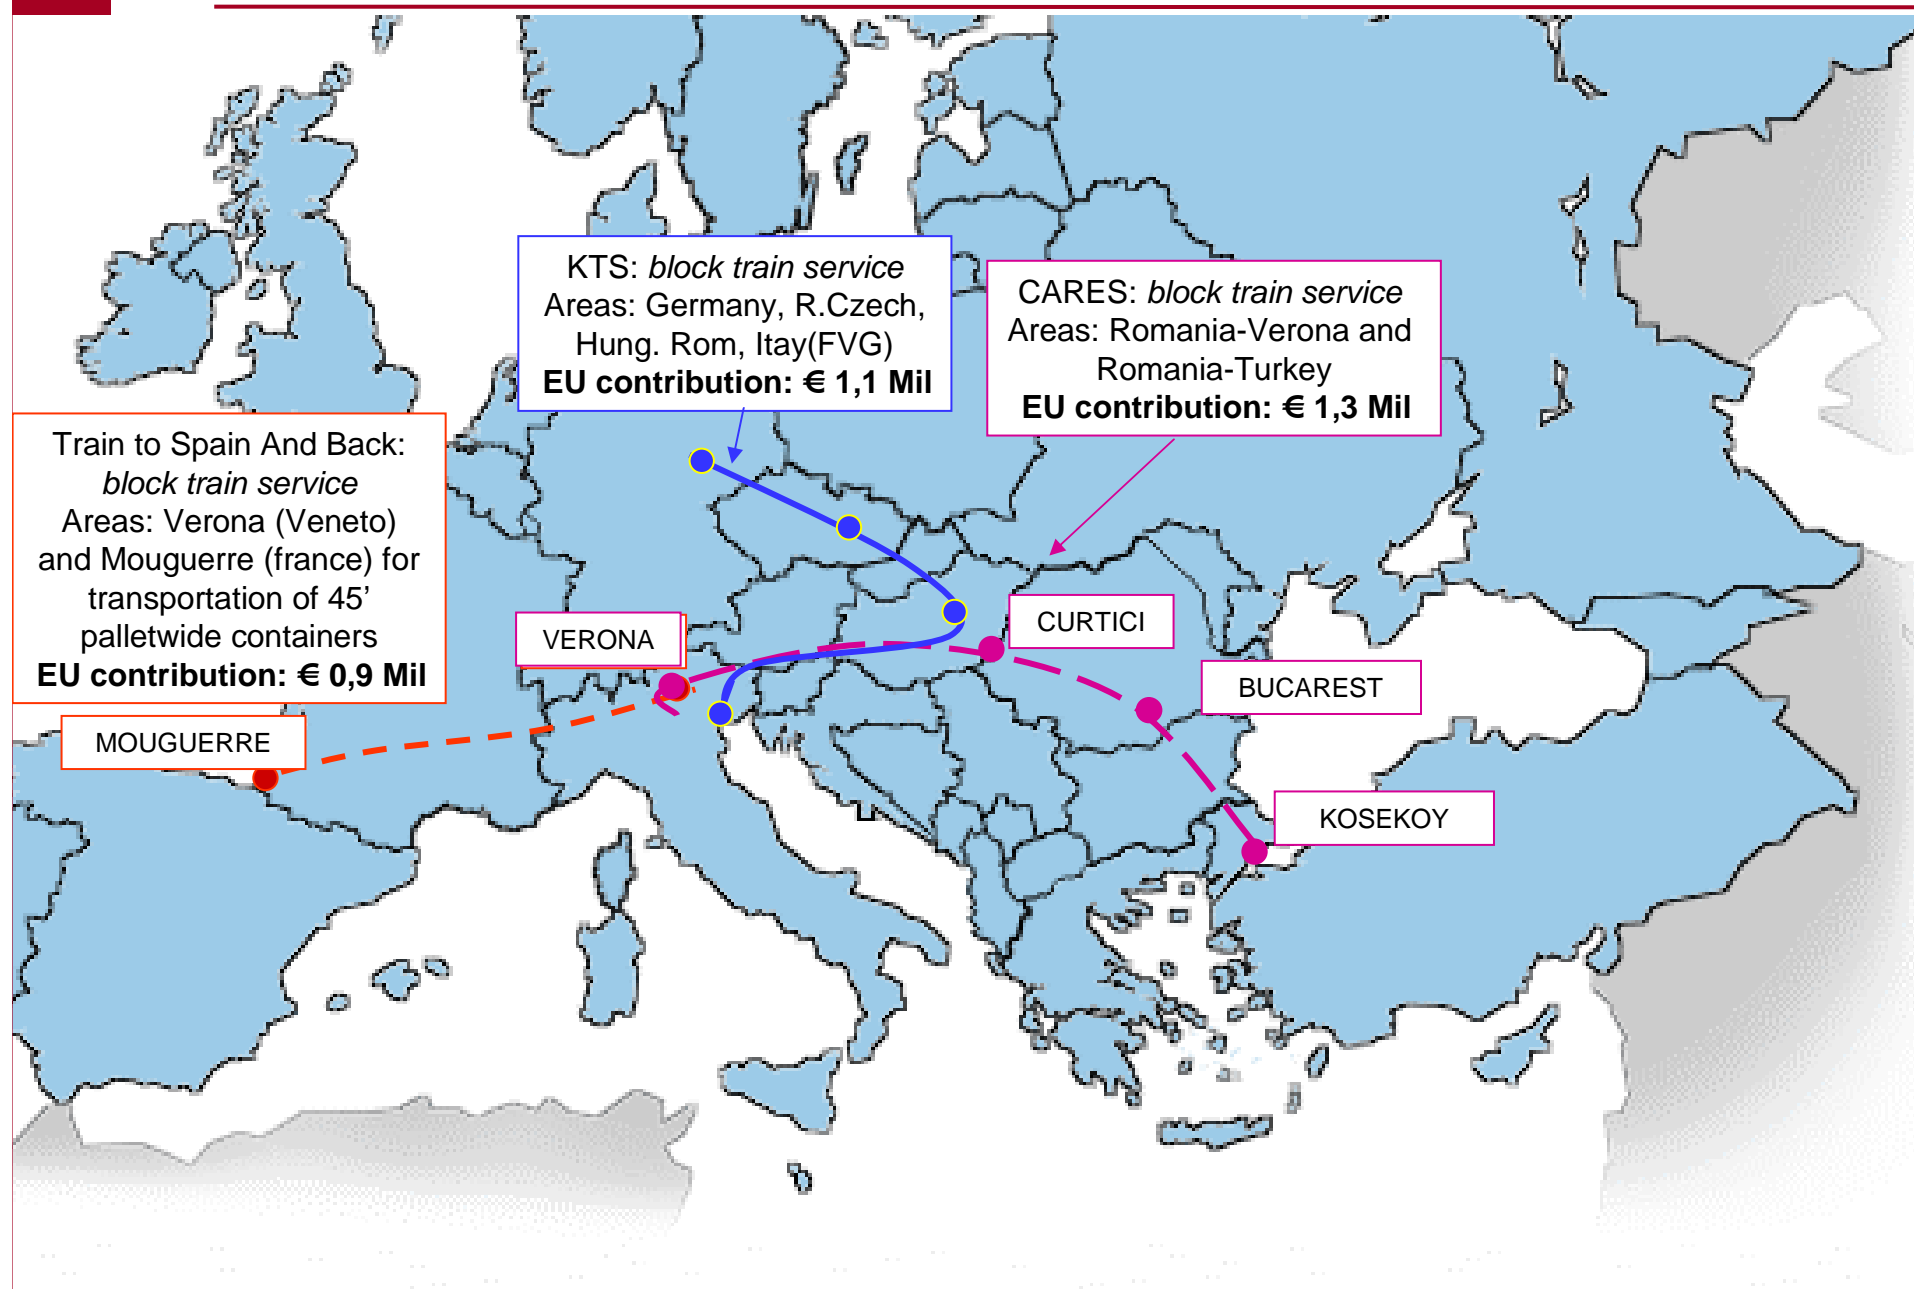 KTS: block train service
Areas: Germany, R.Czech,
Hung. Rom, Itay(FVG)
EU contribution: € 1,1 Mil
CARES: block train service
Areas: Romania-Verona and
Romania-Turkey
EU contribution: € 1,3 Mil
Train to Spain And Back:
block train service
Areas: Verona (Veneto)
and Mouguerre (france) for
transportation of 45’
palletwide containers
EU contribution: € 0,9 Mil
VERONA
CURTICI
BUCAREST
MOUGUERRE
KOSEKOY